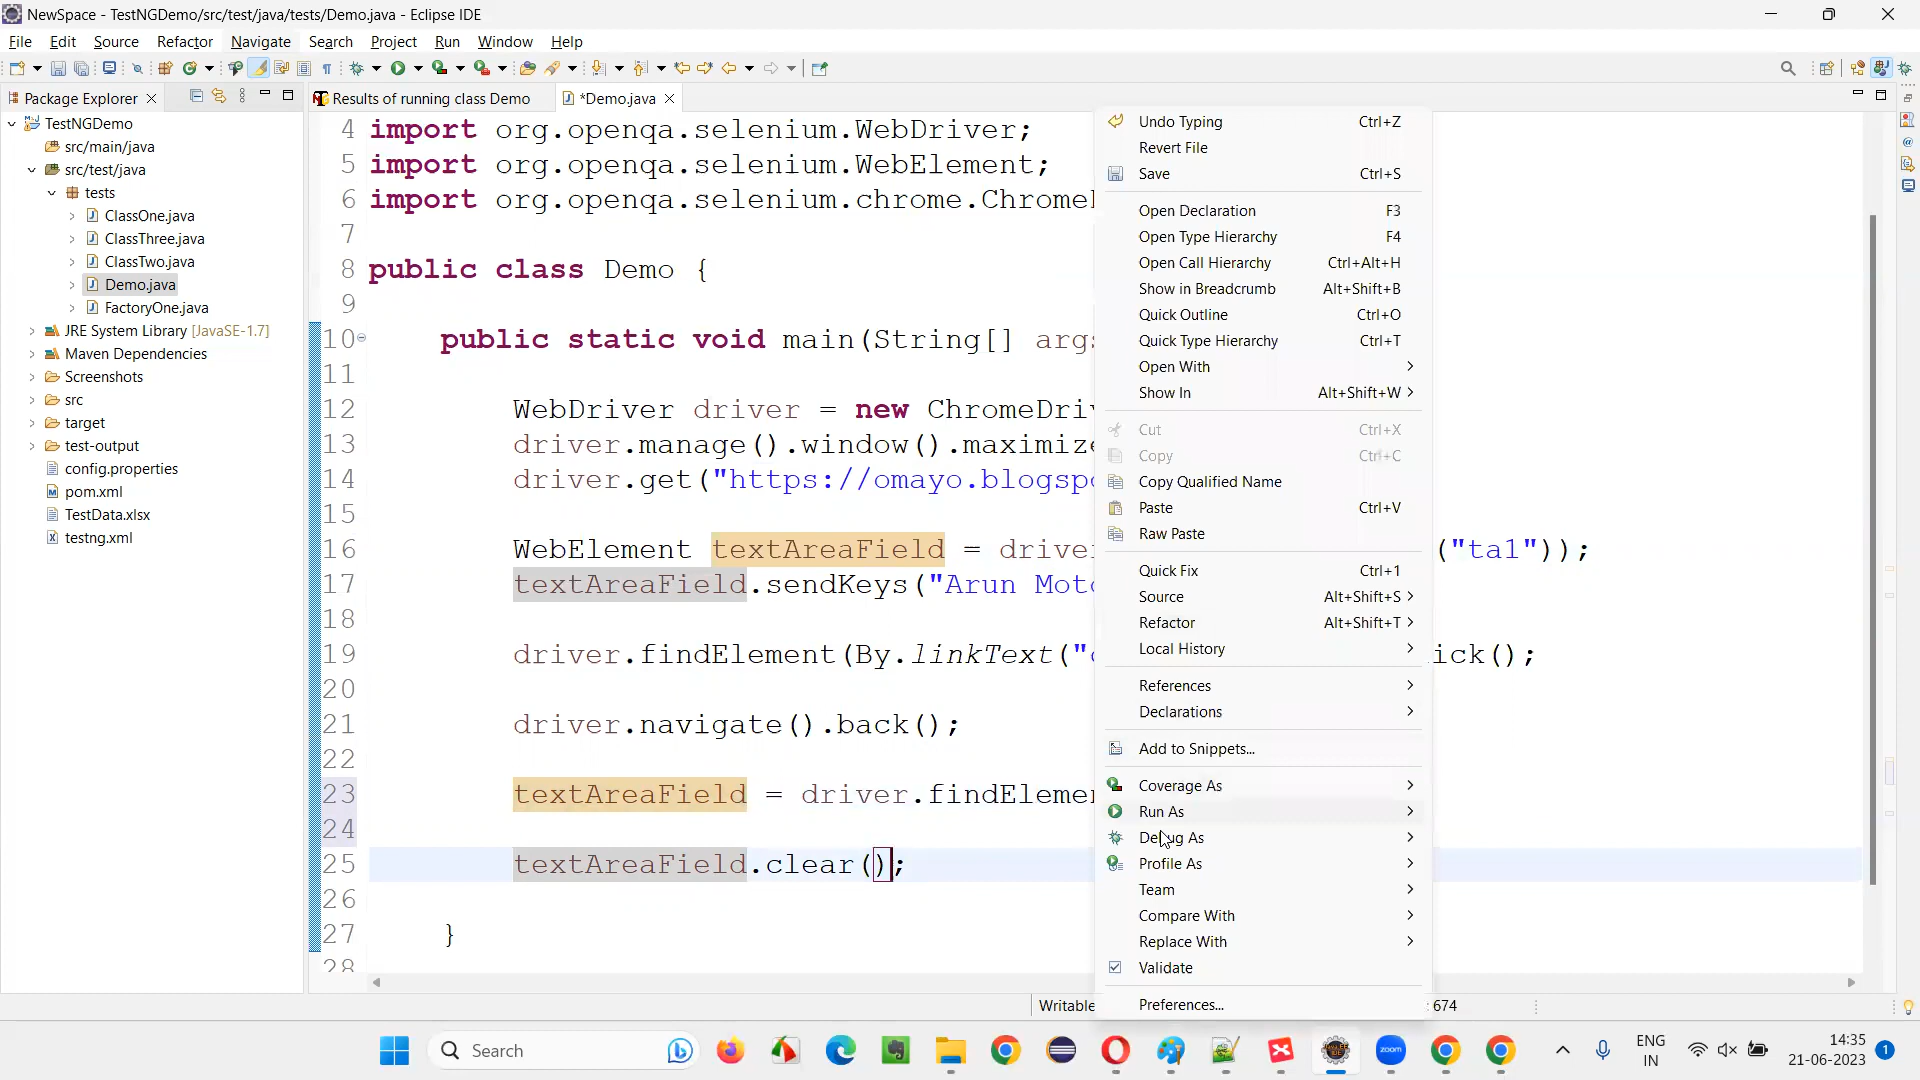 NewSpace - TestNGDemo/src/test/java/tests/Demo.java - Eclipse IDE
File Edit Source Refactor Navigate Search Project Run Window Help
Package Explorer
Results of running class Demo
*Demo.java
TestNGDemo
src/main/java
src/test/java
tests
ClassOne.java
ClassThree.java
ClassTwo.java
Demo.java
FactoryOne.java
JRE System Library [JavaSE-1.7]
Maven Dependencies
Screenshots
src
target
test-output
config.properties
pom.xml
TestData.xlsx
testng.xml
4 import org.openqa.selenium.WebDriver;
5 import org.openqa.selenium.WebElement;
6 import org.openqa.selenium.chrome.Chrome
7
8 public class Demo {
9
10 public static void main(String[] arg
11
12 WebDriver driver = new ChromeDri
13 driver.manage().window().maximize
14 driver.get("https://omayo.blogsp
15
16 WebElement textAreaField = driver ("ta1"));
17 textAreaField.sendKeys("Arun Mot
18
19 driver.findElement(By.linkText(" ick();
20
21 driver.navigate().back();
22
23 textAreaField = driver.findEleme
24
25 textAreaField.clear();
26
27 }
28
Undo Typing Ctrl+Z
Revert File
Save Ctrl+S
Open Declaration F3
Open Type Hierarchy F4
Open Call Hierarchy Ctrl+Alt+H
Show in Breadcrumb Alt+Shift+B
Quick Outline Ctrl+O
Quick Type Hierarchy Ctrl+T
Open With
Show In Alt+Shift+W
Cut Ctrl+X
Copy Ctrl+C
Copy Qualified Name
Paste Ctrl+V
Raw Paste
Quick Fix Ctrl+1
Source Alt+Shift+S
Refactor Alt+Shift+T
Local History
References
Declarations
Add to Snippets...
Coverage As
Run As
Debug As
Profile As
Team
Compare With
Replace With
Validate
Preferences...
Writable
: 674
Search
zoom
ENG
IN
14:35
21-06-2023
1